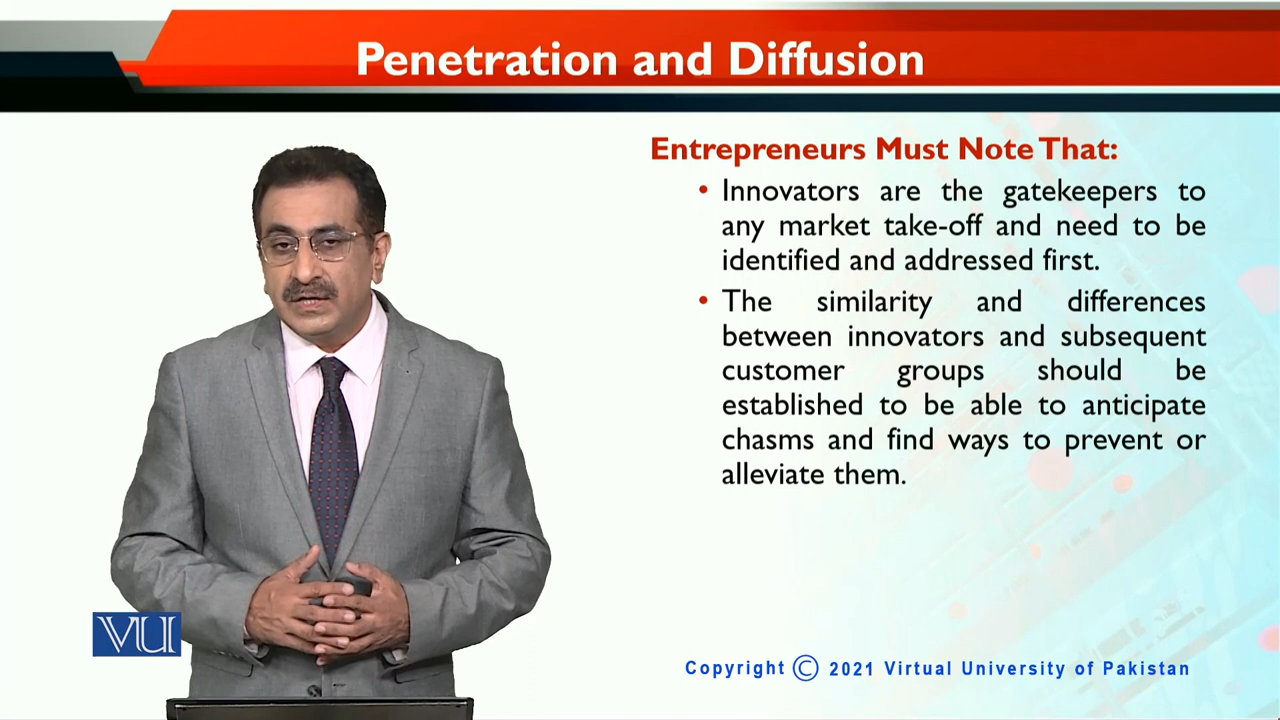 Penetration and Diffusion
Entrepreneurs Must Note That:
• Innovators are the gatekeepers to
any market take-off and need to be
identified and addressed first.
• The similarity and differences
between innovators and subsequent
customer groups should be
established to be able to anticipate
chasms and find ways to prevent or
alleviate them.
VU
Copyright © 2021 Virtual University of Pakistan